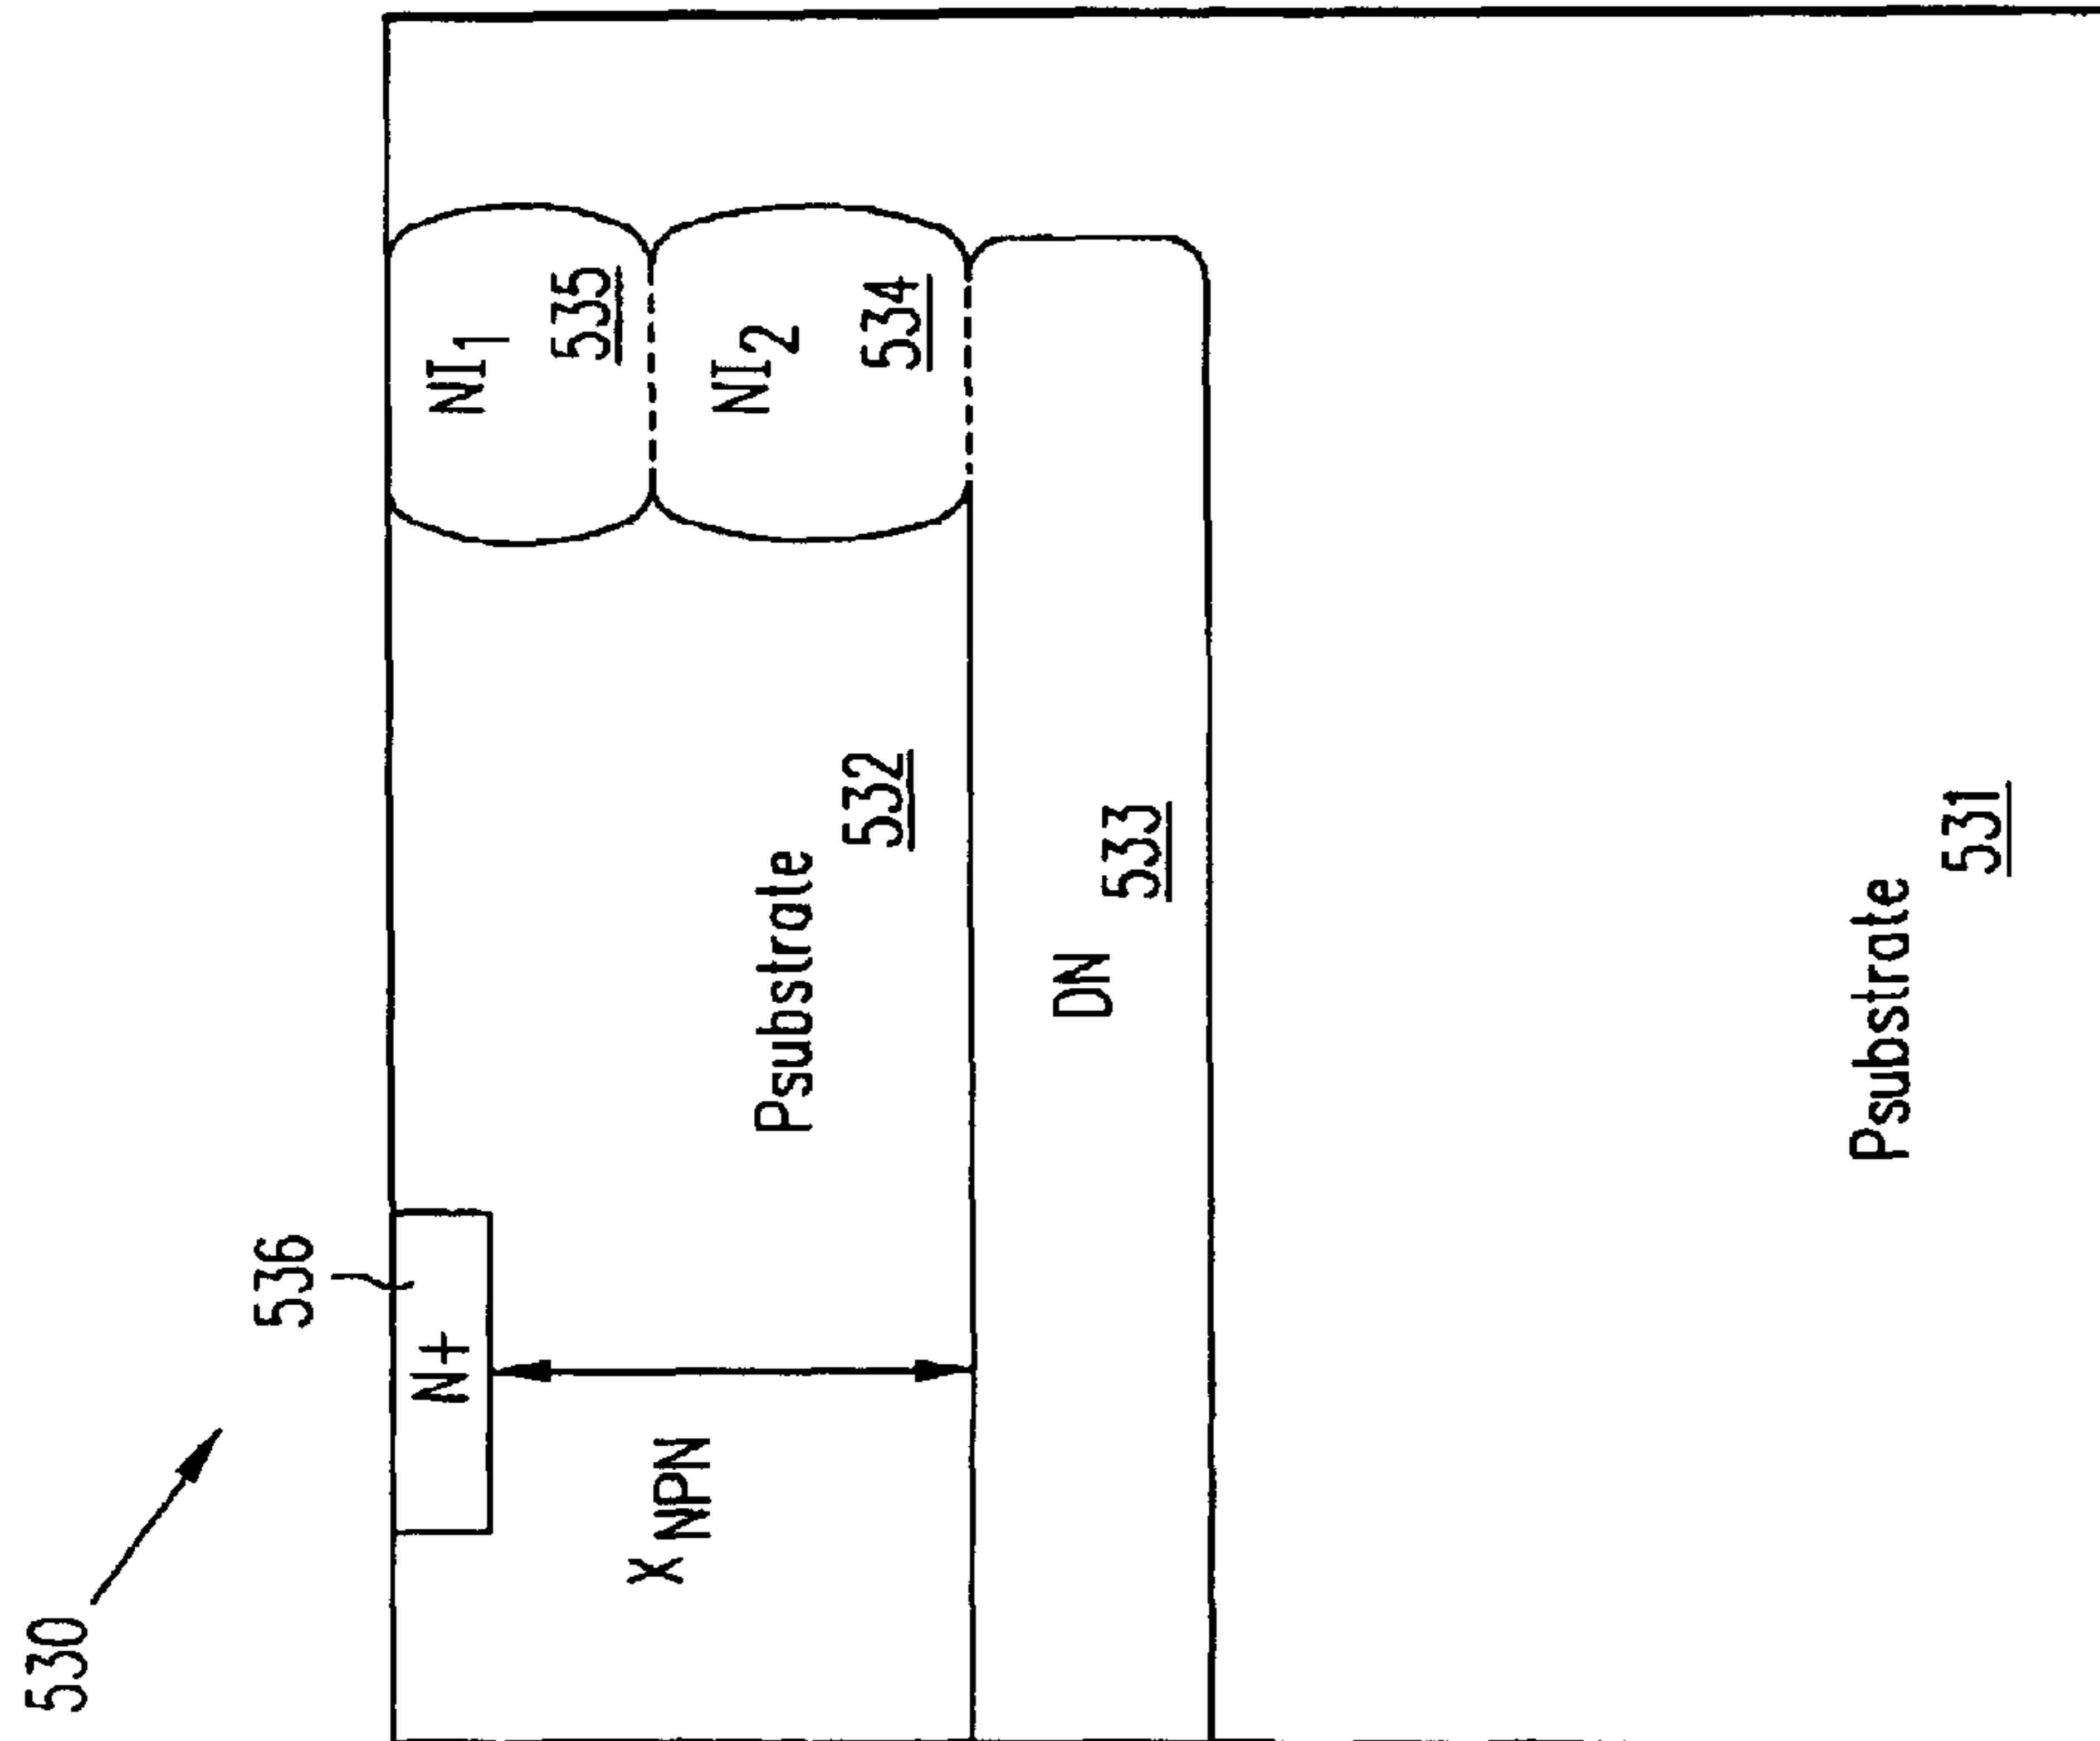 530
536
N+
X NPN
NI1
535
NI2
534
Psubstrate
532
DN
533
Psubstrate
531